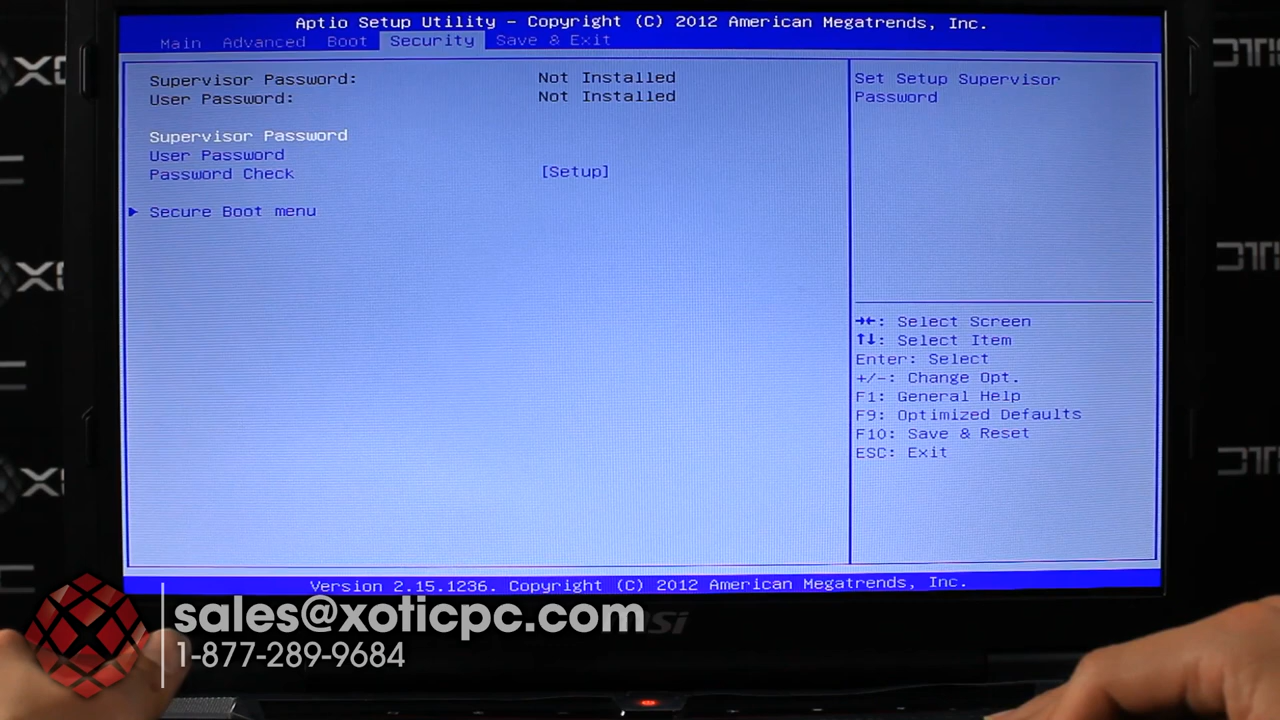 Aptio Setup Utility – Copyright (C) 2012 American Megatrends, Inc.
Main Advanced Boot Security Save & Exit
Supervisor Password: Not Installed
User Password: Not Installed
Supervisor Password
User Password
Password Check [Setup]
Secure Boot menu
Set Setup Supervisor
Password
→←: Select Screen
↑↓: Select Item
Enter: Select
+/-: Change Opt.
F1: General Help
F9: Optimized Defaults
F10: Save & Reset
ESC: Exit
Version 2.15.1236. Copyright (C) 2012 American Megatrends, Inc.
sales@xoticpc.com
1-877-289-9684